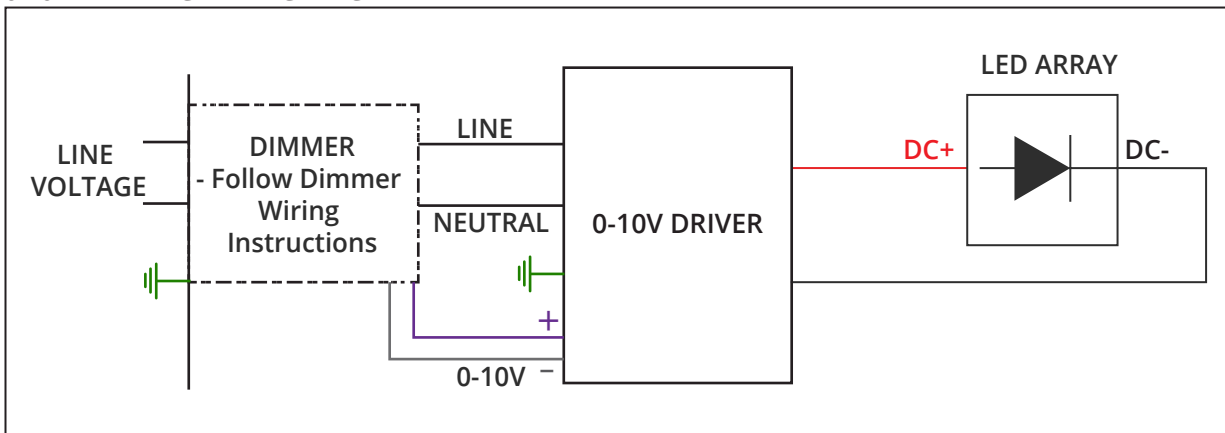 LED ARRAY
LINE
VOLTAGE
DIMMER
- Follow Dimmer
Wiring
Instructions
LINE
NEUTRAL
0-10V DRIVER
DC+
DC-
+
0-10V -